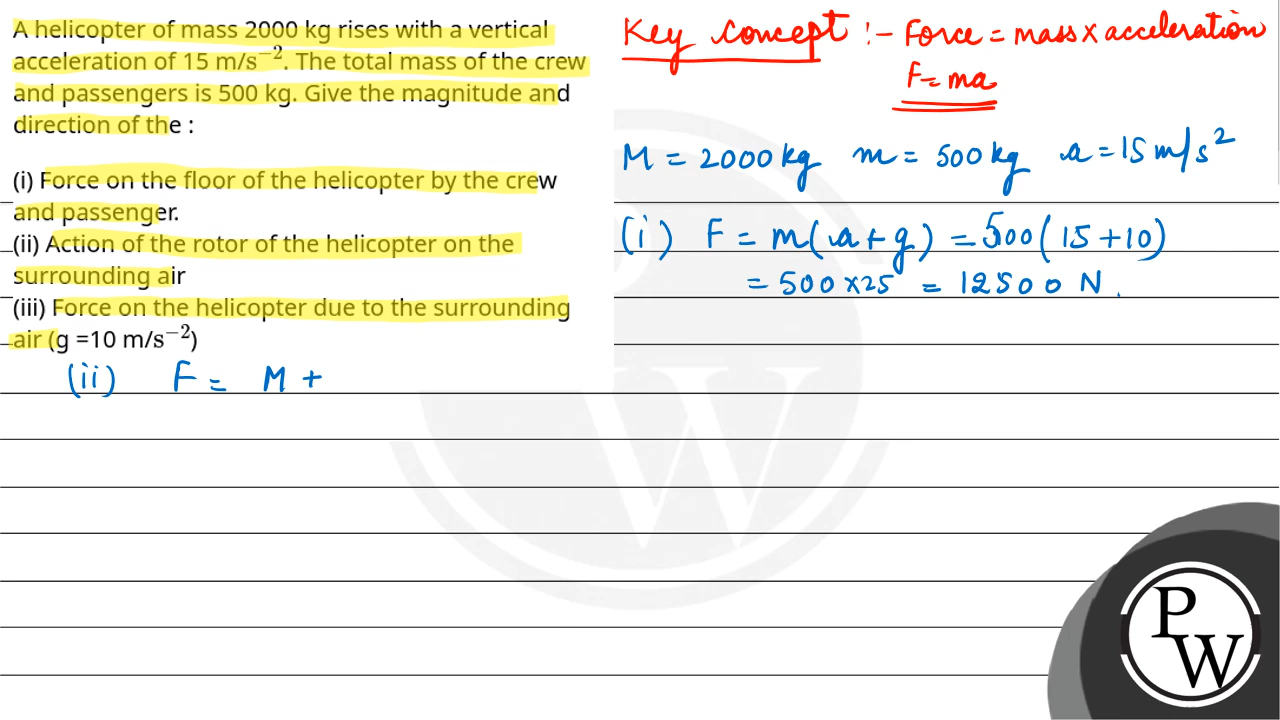 A helicopter of mass 2000 kg rises with a vertical
acceleration of 15 m/s⁻². The total mass of the crew
and passengers is 500 kg. Give the magnitude and
direction of the :
(i) Force on the floor of the helicopter by the crew
and passenger.
(ii) Action of the rotor of the helicopter on the
surrounding air
(iii) Force on the helicopter due to the surrounding
air (g =10 m/s⁻²)
(ii) F = M +
Key Concept :- Force = mass × acceleration
F = ma
M = 2000 kg m = 500 kg a = 15 m/s²
(i) F = m(a + g) = 500(15 + 10)
= 500 × 25 = 12500 N.
P
W